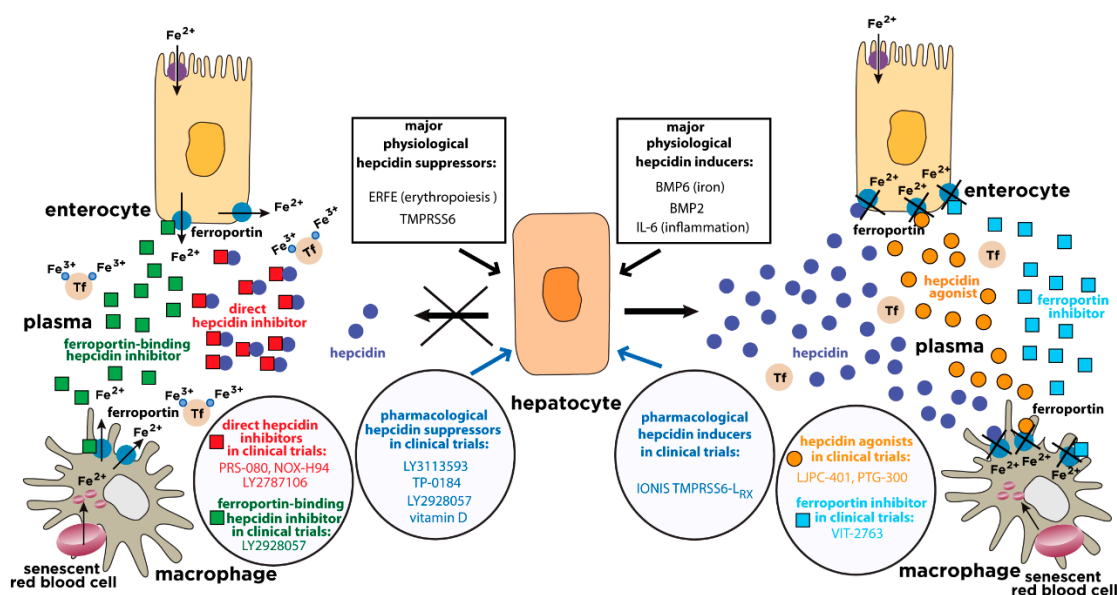 Fe2+
enterocyte
ferroportin
Fe2+
Fe2+
Fe3+
Fe3+
Tf
Fe3+
Fe3+
Tf
plasma
direct
hepcidin inhibitor
ferroportin-binding
hepcidin inhibitor
Fe2+
ferroportin
Fe2+
Fe3+
Fe3+
Tf
Fe2+
senescent
red blood cell
macrophage
direct hepcidin
inhibitors
in clinical trials:
PRS-080, NOX-H94
LY2787106
ferroportin-binding
hepcidin inhibitor
in clinical trials:
LY2928057
major
physiological
hepcidin suppressors:
ERFE (erythropoiesis )
TMPRSS6
hepcidin
pharmacological
hepcidin suppressors
in clinical trials:
LY3113593
TP-0184
LY2928057
vitamin D
hepatocyte
major
physiological
hepcidin inducers:
BMP6 (iron)
BMP2
IL-6 (inflammation)
pharmacological
hepcidin inducers
in clinical trials:
IONIS TMPRSS6-LRX
hepcidin
Fe2+
Fe2+
Fe2+
Fe2+
enterocyte
ferroportin
Tf
hepcidin
agonist
ferroportin
inhibitor
Tf
plasma
Tf
ferroportin
hepcidin agonists
in clinical trials:
LJPC-401, PTG-300
ferroportin inhibitor
in clinical trials:
VIT-2763
Fe2+
Fe2+
Fe2+
macrophage
senescent
red blood cell